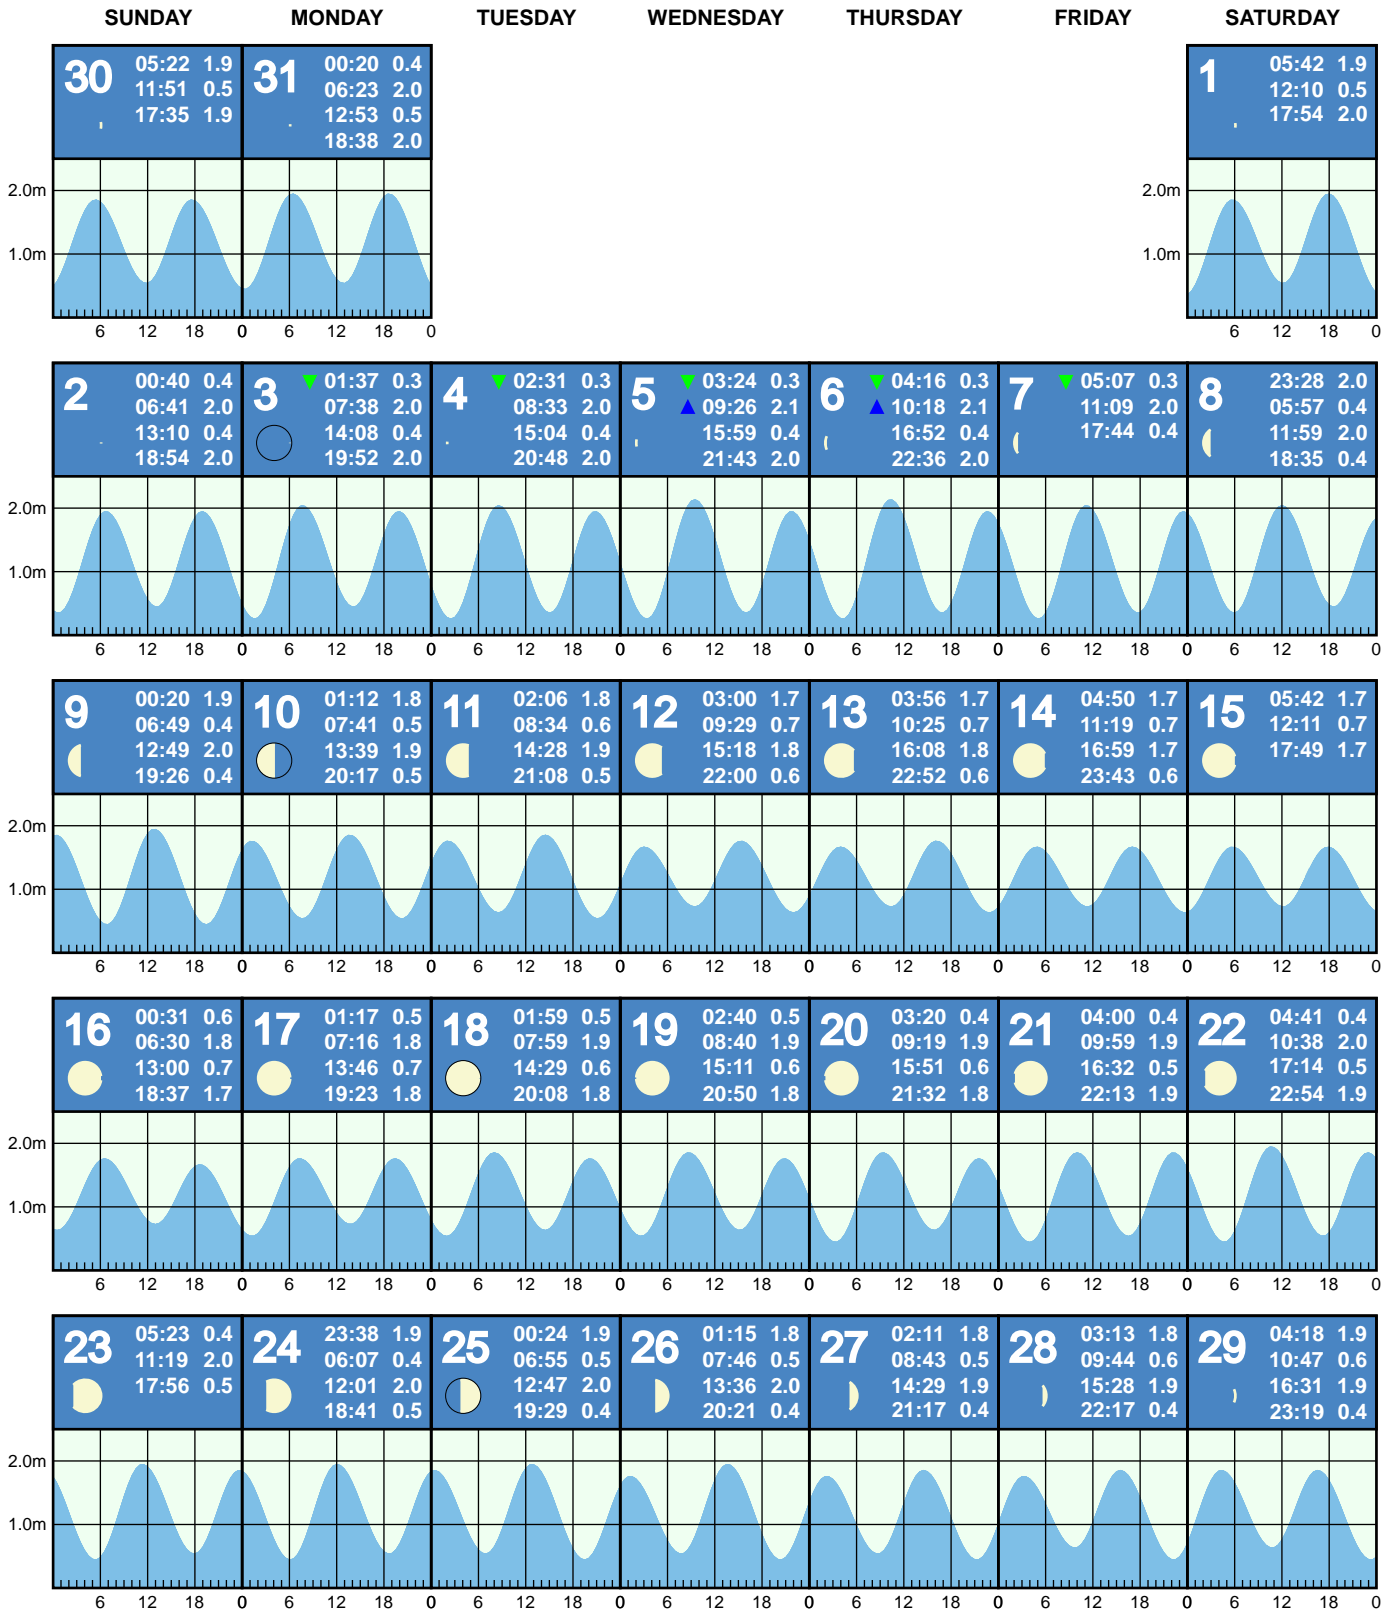 SUNDAY MONDAY TUESDAY WEDNESDAY THURSDAY FRIDAY SATURDAY
30 05:22 1.9
11:51 0.5
17:35 1.9
31 00:20 0.4
06:23 2.0
12:53 0.5
18:38 2.0
1 05:42 1.9
12:10 0.5
17:54 2.0
2.0m
1.0m
2.0m
1.0m
6 12 18 0 6 12 18 0
6 12 18 0
2 00:40 0.4
06:41 2.0
13:10 0.4
18:54 2.0
3 01:37 0.3
07:38 2.0
14:08 0.4
19:52 2.0
4 02:31 0.3
08:33 2.0
15:04 0.4
20:48 2.0
5 03:24 0.3
09:26 2.1
15:59 0.4
21:43 2.0
6 04:16 0.3
10:18 2.1
16:52 0.4
22:36 2.0
7 05:07 0.3
11:09 2.0
17:44 0.4
8 23:28 2.0
05:57 0.4
11:59 2.0
18:35 0.4
2.0m
1.0m
6 12 18 0 6 12 18 0 6 12 18 0 6 12 18 0 6 12 18 0 6 12 18 0 6 12 18 0
9 00:20 1.9
06:49 0.4
12:49 2.0
19:26 0.4
10 01:12 1.8
07:41 0.5
13:39 1.9
20:17 0.5
11 02:06 1.8
08:34 0.6
14:28 1.9
21:08 0.5
12 03:00 1.7
09:29 0.7
15:18 1.8
22:00 0.6
13 03:56 1.7
10:25 0.7
16:08 1.8
22:52 0.6
14 04:50 1.7
11:19 0.7
16:59 1.7
23:43 0.6
15 05:42 1.7
12:11 0.7
17:49 1.7
2.0m
1.0m
6 12 18 0 6 12 18 0 6 12 18 0 6 12 18 0 6 12 18 0 6 12 18 0 6 12 18 0
16 00:31 0.6
06:30 1.8
13:00 0.7
18:37 1.7
17 01:17 0.5
07:16 1.8
13:46 0.7
19:23 1.8
18 01:59 0.5
07:59 1.9
14:29 0.6
20:08 1.8
19 02:40 0.5
08:40 1.9
15:11 0.6
20:50 1.8
20 03:20 0.4
09:19 1.9
15:51 0.6
21:32 1.8
21 04:00 0.4
09:59 1.9
16:32 0.5
22:13 1.9
22 04:41 0.4
10:38 2.0
17:14 0.5
22:54 1.9
2.0m
1.0m
6 12 18 0 6 12 18 0 6 12 18 0 6 12 18 0 6 12 18 0 6 12 18 0 6 12 18 0
23 05:23 0.4
11:19 2.0
17:56 0.5
24 23:38 1.9
06:07 0.4
12:01 2.0
18:41 0.5
25 00:24 1.9
06:55 0.5
12:47 2.0
19:29 0.4
26 01:15 1.8
07:46 0.5
13:36 2.0
20:21 0.4
27 02:11 1.8
08:43 0.5
14:29 1.9
21:17 0.4
28 03:13 1.8
09:44 0.6
15:28 1.9
22:17 0.4
29 04:18 1.9
10:47 0.6
16:31 1.9
23:19 0.4
2.0m
1.0m
6 12 18 0 6 12 18 0 6 12 18 0 6 12 18 0 6 12 18 0 6 12 18 0 6 12 18 0